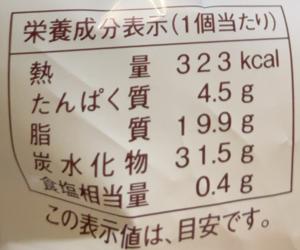 栄養成分表示(1個当たり)
熱量 323kcal
たんぱく質 4.5g
脂質 19.9g
炭水化物 31.5g
食塩相当量 0.4g
この表示値は、目安です。